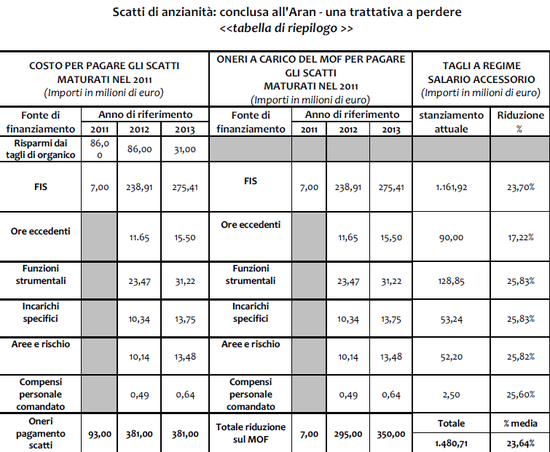 Scatti di anzianità: conclusa all'Aran - una trattativa a perdere
<<tabella di riepilogo >>
COSTO PER PAGARE GLI SCATTI
MATURATI NEL 2011
(Importi in milioni di euro)
ONERI A CARICO DEL MOF PER PAGARE
GLI SCATTI
MATURATI NEL 2011
(Importi in milioni di euro)
TAGLI A REGIME
SALARIO ACCESSORIO
(Importi in milioni di euro)
Fonte di
finanziamento
Anno di riferimento
2011 2012 2013
Fonte di
finanziamento
Anno di riferimento
2011 2012 2013
stanziamento
attuale
Riduzione
%
Risparmi dai
tagli di organico
86,0
0
86,00 31,00
FIS 7,00 238,91 275,41 FIS 7,00 238,91 275,41 1.161,92 23,70%
Ore eccedenti 11.65 15.50 Ore eccedenti 11,65 15,50 90,00 17,22%
Funzioni
strumentali
23,47 31,22
Funzioni
strumentali
23,47 31,22 128,85 25,83%
Incarichi
specifici
10,34 13,75
Incarichi
specifici
10,34 13,75 53,24 25,83%
Aree e rischio 10,14 13,48 Aree e rischio 10,14 13,48 52,20 25,82%
Compensi
personale
comandato
0,49 0,64
Compensi
personale
comandato
0,49 0,64 2,50 25,60%
Oneri
pagamento
scatti
93,00 381,00 381,00
Totale riduzione
sul MOF
7,00 295,00 350,00
Totale % media
1.480,71 23,64%